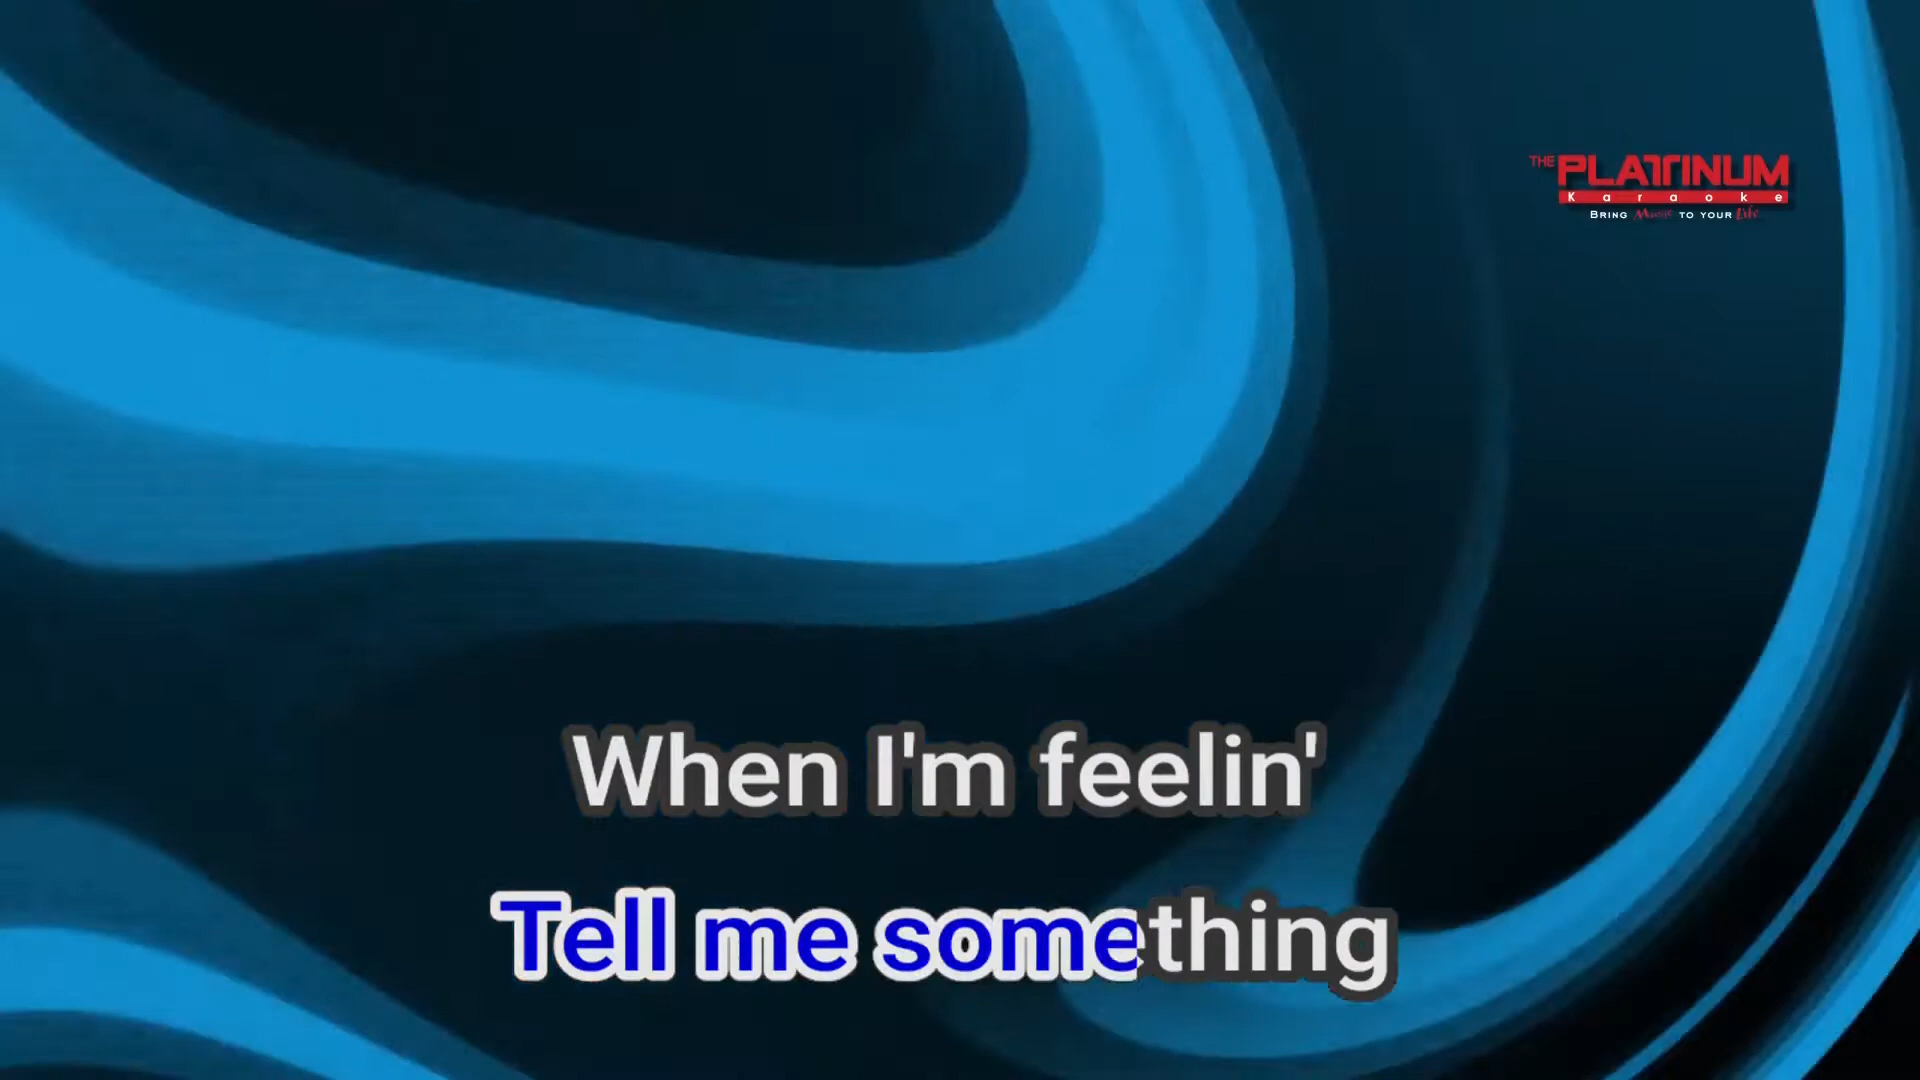 THE PLATINUM
Karaoke
BRING Music TO YOUR Life
When I'm feelin'
Tell me something